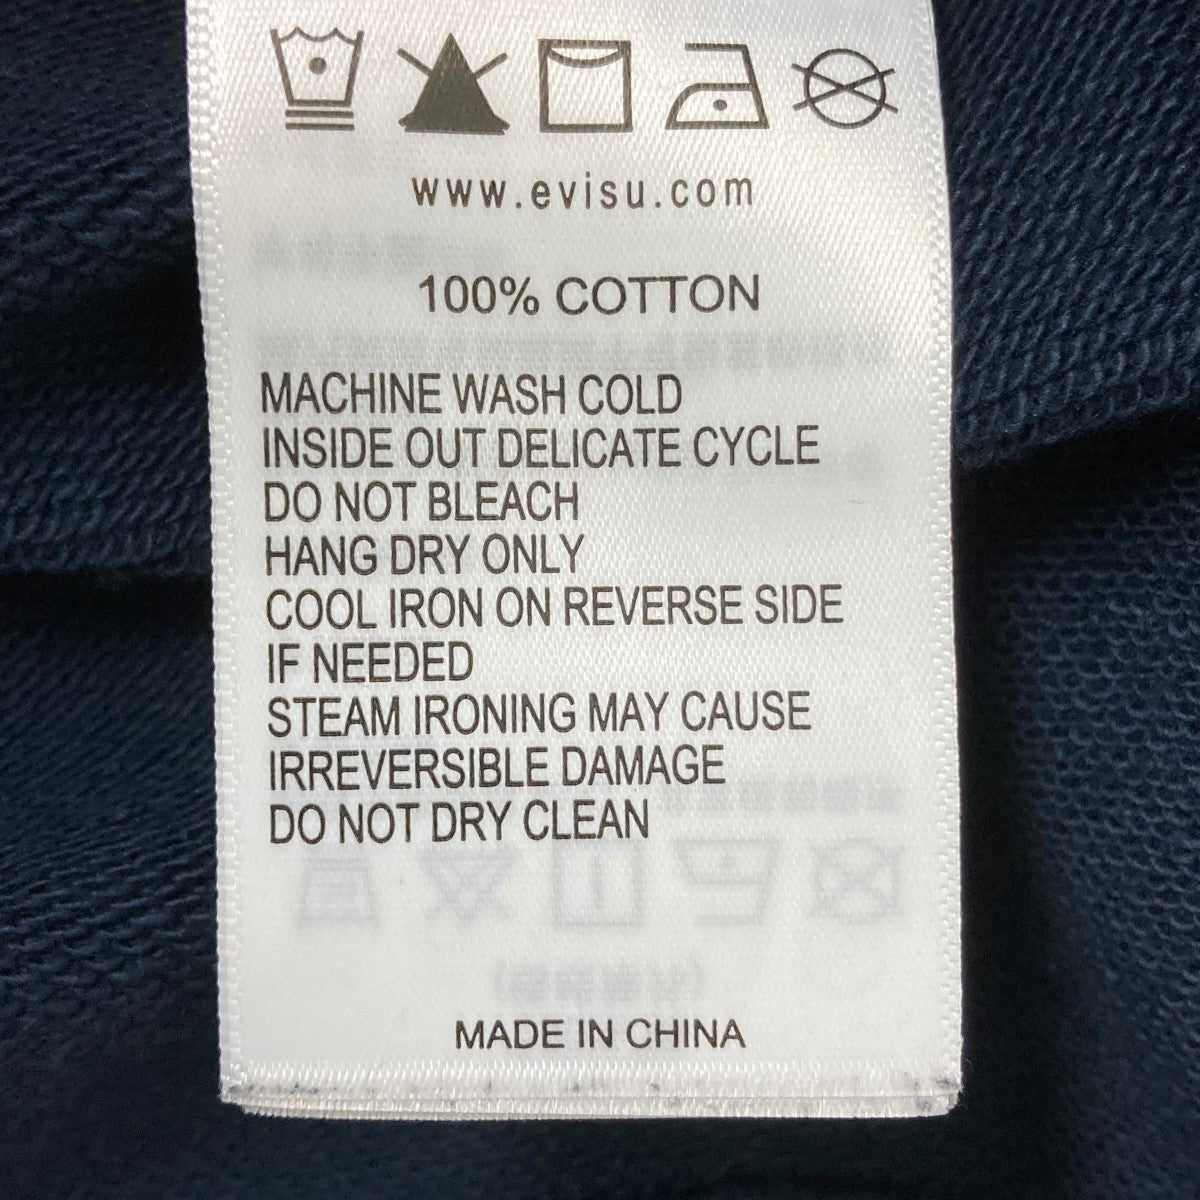 www.evisu.com
100% COTTON
MACHINE WASH COLD
INSIDE OUT DELICATE CYCLE
DO NOT BLEACH
HANG DRY ONLY
COOL IRON ON REVERSE SIDE
IF NEEDED
STEAM IRONING MAY CAUSE
IRREVERSIBLE DAMAGE
DO NOT DRY CLEAN
MADE IN CHINA